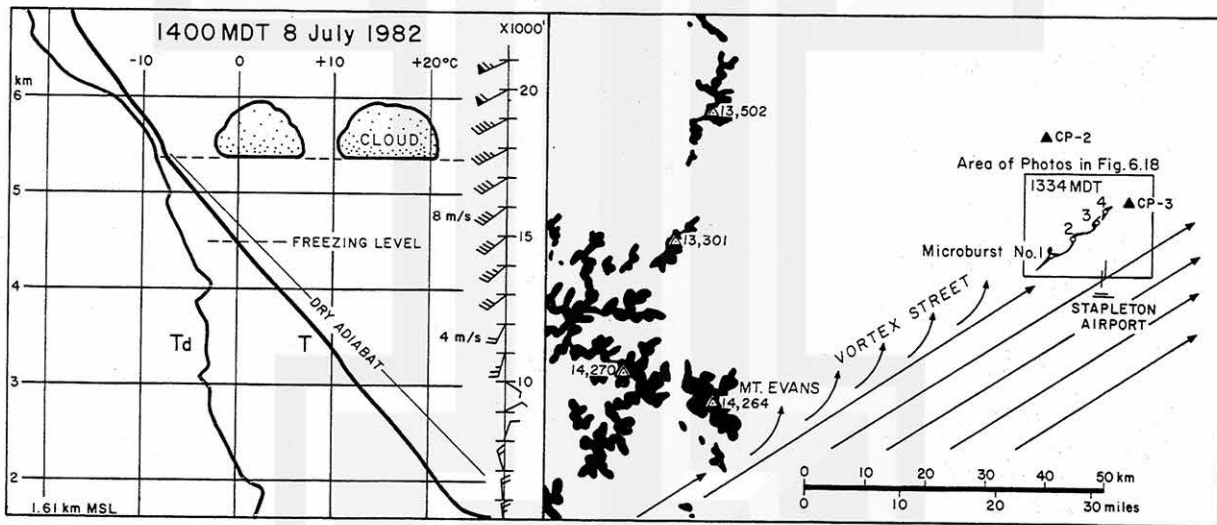 1400 MDT 8 July 1982
X1000'
-10 0 +10 +20°C
km
6
20
CLOUD
5
8 m/s
FREEZING LEVEL
15
4
DRY ADIABAT
Td
T
4 m/s
3
10
2
1.61 km MSL
13,502
13,301
14,270
MT. EVANS
14,264
VORTEX STREET
CP-2
Area of Photos in Fig. 6.18
1334 MDT
CP-3
4
3
2
Microburst No.1
STAPLETON
AIRPORT
0 10 20 30 40 50 km
0 10 20 30 miles